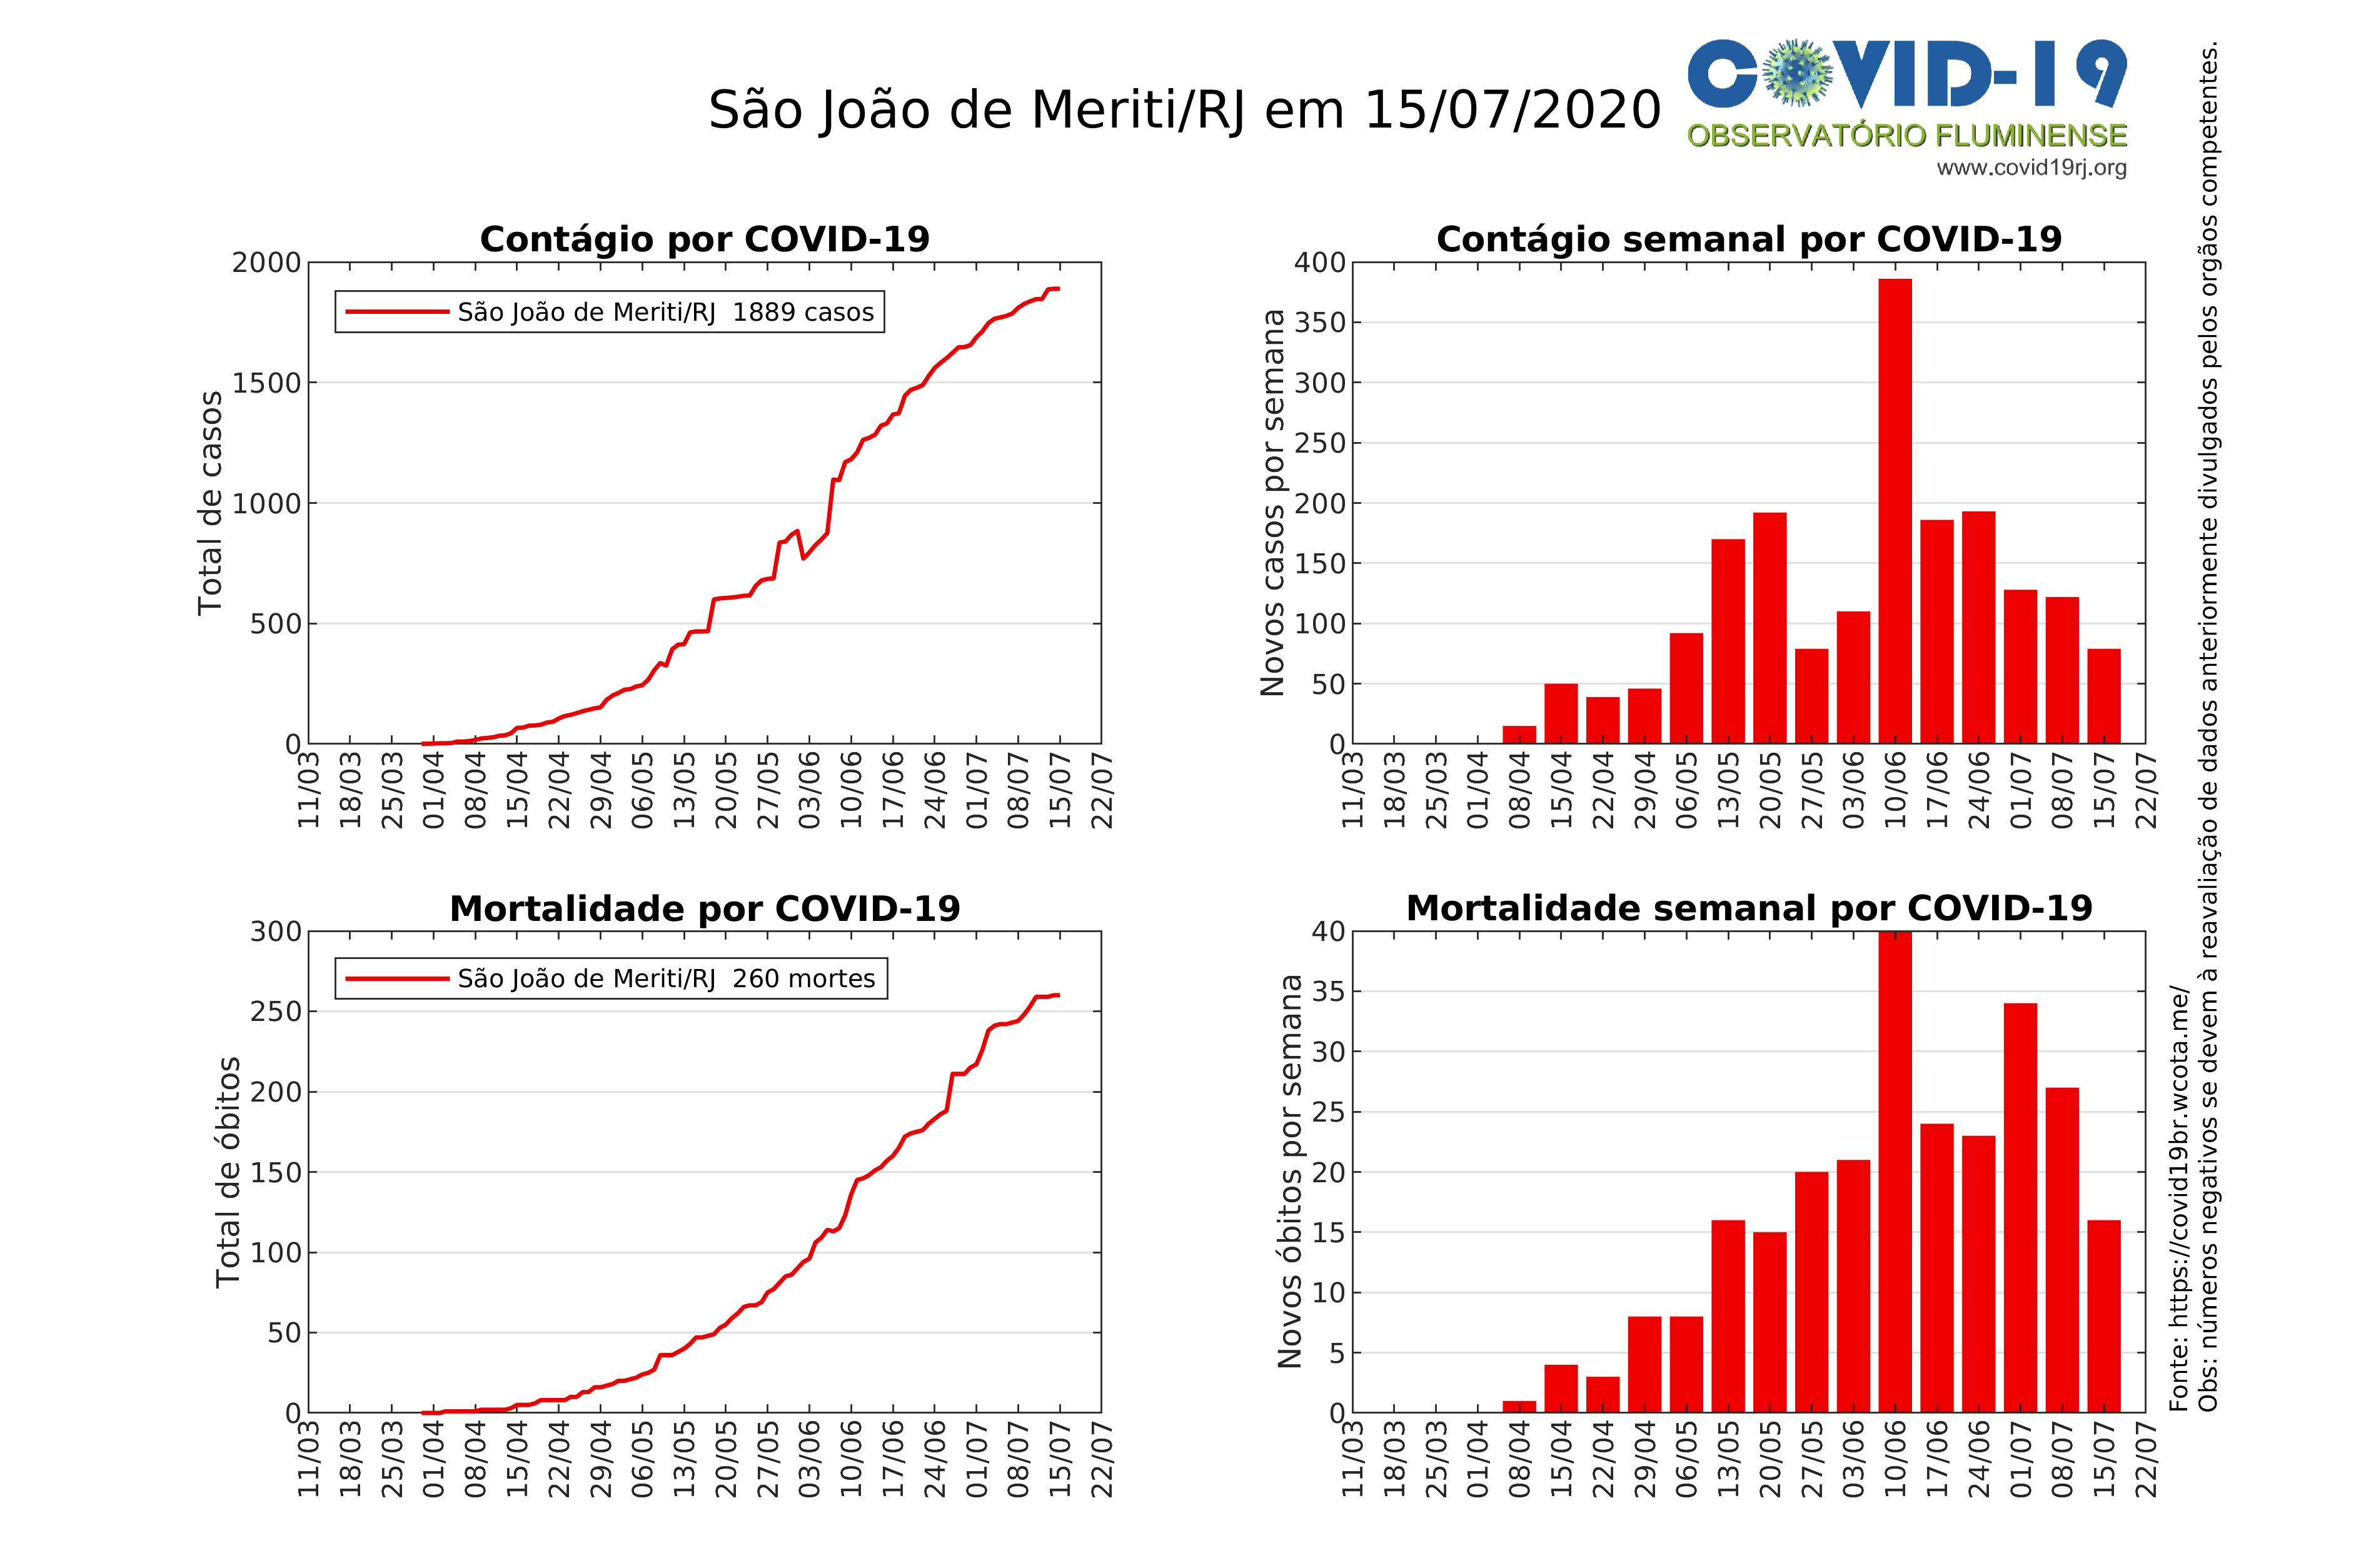 São João de Meriti/RJ em 15/07/2020
COVID-19
OBSERVATÓRIO FLUMINENSE
www.covid19rj.org
Contágio por COVID-19
Total de casos
2000
1500
1000
500
0
São João de Meriti/RJ 1889 casos
11/03 18/03 25/03 01/04 08/04 15/04 22/04 29/04 06/05 13/05 20/05 27/05 03/06 10/06 17/06 24/06 01/07 08/07 15/07 22/07
Contágio semanal por COVID-19
Novos casos por semana
400
350
300
250
200
150
100
50
0
11/03 18/03 25/03 01/04 08/04 15/04 22/04 29/04 06/05 13/05 20/05 27/05 03/06 10/06 17/06 24/06 01/07 08/07 15/07 22/07
Mortalidade por COVID-19
Total de óbitos
300
250
200
150
100
50
0
São João de Meriti/RJ 260 mortes
11/03 18/03 25/03 01/04 08/04 15/04 22/04 29/04 06/05 13/05 20/05 27/05 03/06 10/06 17/06 24/06 01/07 08/07 15/07 22/07
Mortalidade semanal por COVID-19
Novos óbitos por semana
40
35
30
25
20
15
10
5
0
11/03 18/03 25/03 01/04 08/04 15/04 22/04 29/04 06/05 13/05 20/05 27/05 03/06 10/06 17/06 24/06 01/07 08/07 15/07 22/07
Fonte: https://covid19br.wcota.me/
Obs: números negativos se devem à reavaliação de dados anteriormente divulgados pelos orgãos competentes.